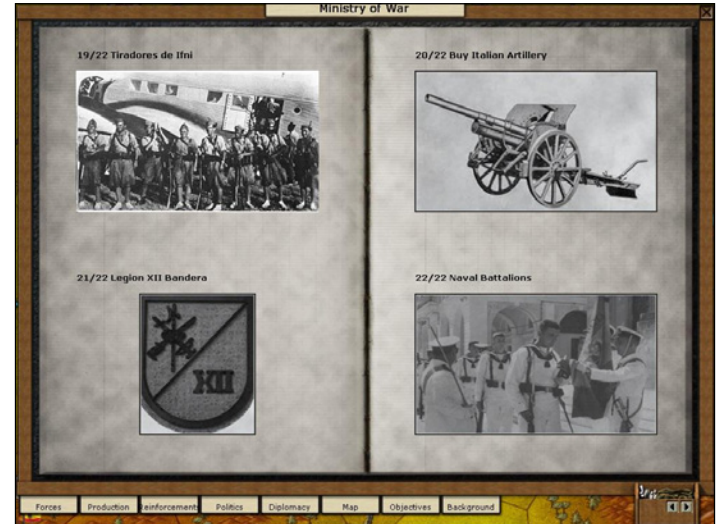 Ministry of War
19/22 Tiradores de Ifni
20/22 Buy Italian Artillery
21/22 Legion XII Bandera
XII
22/22 Naval Battalions
Forces
Production
Reinforcements
Politics
Diplomacy
Map
Objectives
Background